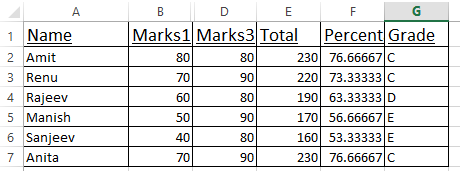 A B D E F G
1 Name Marks1 Marks3 Total Percent Grade
2 Amit 80 80 230 76.66667 C
3 Renu 70 90 220 73.33333 C
4 Rajeev 60 80 190 63.33333 D
5 Manish 50 90 170 56.66667 E
6 Sanjeev 40 80 160 53.33333 E
7 Anita 70 90 230 76.66667 C